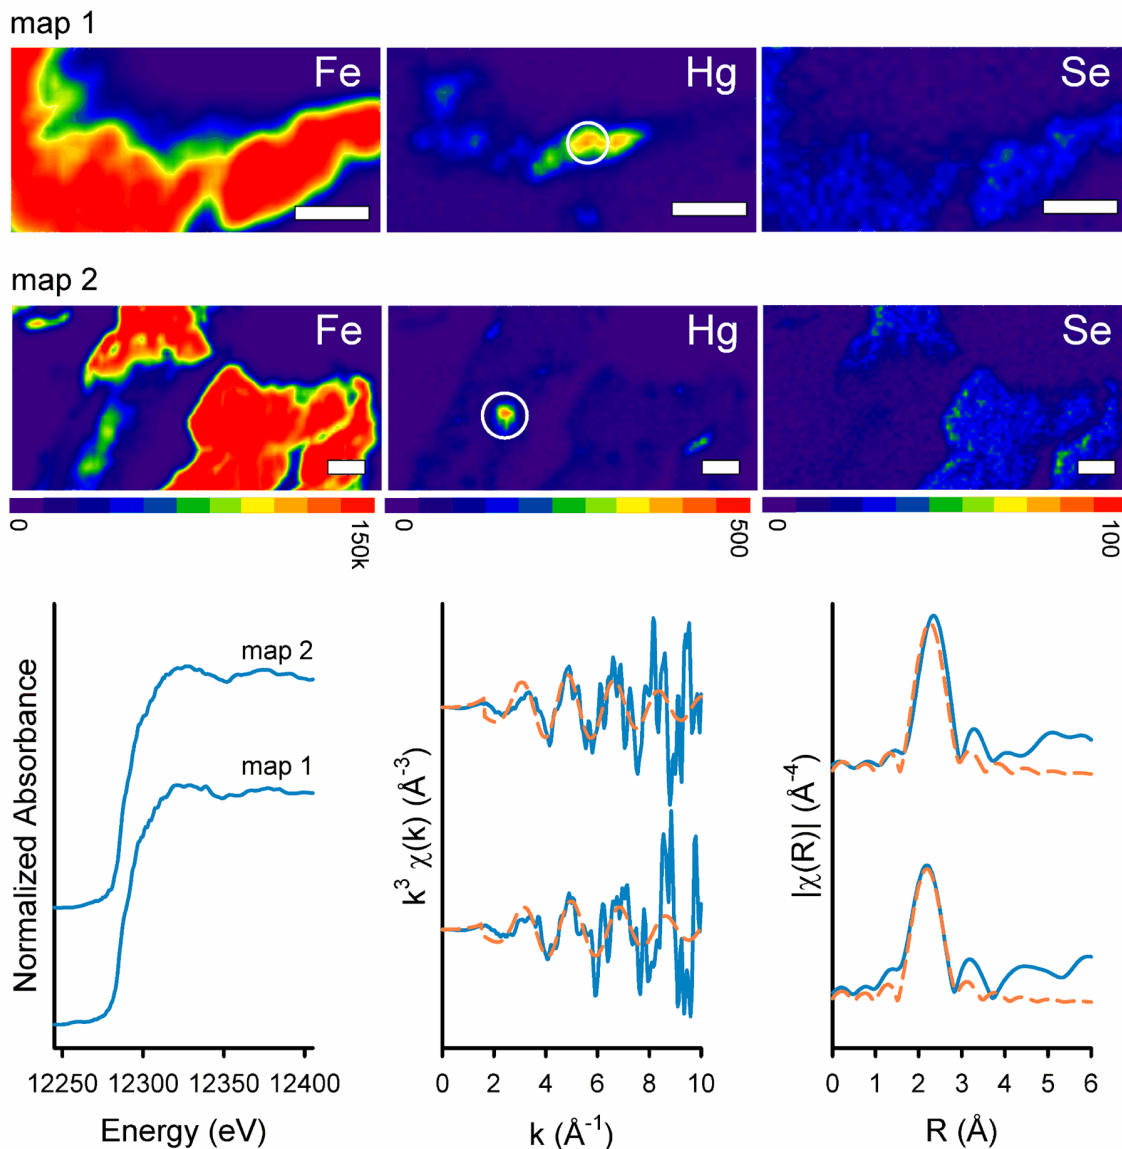 map 1
Fe
Hg
Se
map 2
Fe
Hg
Se
0 150k
0 500
0 100
Normalized Absorbance
map 2
map 1
12250 12300 12350 12400
Energy (eV)
k³ χ(k) (Å⁻³)
0 2 4 6 8 10
k (Å⁻¹)
|χ(R)| (Å⁻⁴)
0 1 2 3 4 5 6
R (Å)